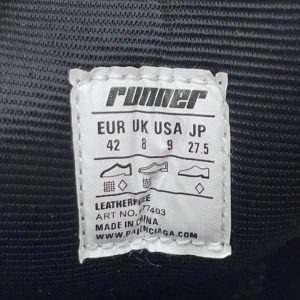 runner
EUR UK USA JP
42 8 9 27.5
LEATHERFREE
ART NO. 677403
MADE IN CHINA
WWW.BALENCIAGA.COM